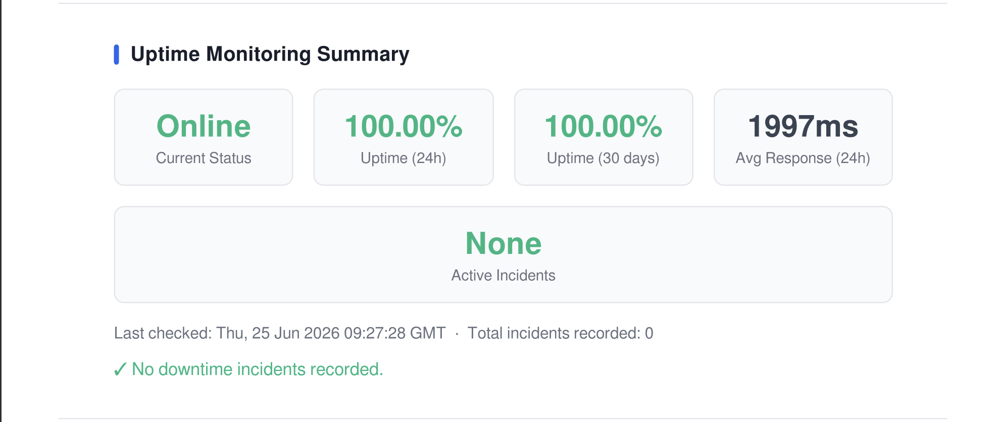 Uptime Monitoring Summary
Online
Current Status
100.00%
Uptime (24h)
100.00%
Uptime (30 days)
1997ms
Avg Response (24h)
None
Active Incidents
Last checked: Thu, 25 Jun 2026 09:27:28 GMT · Total incidents recorded: 0
✓ No downtime incidents recorded.